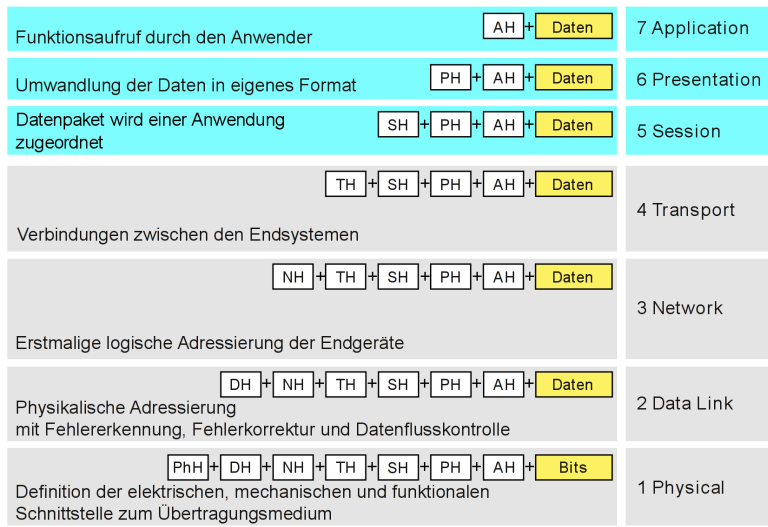 AH + Daten
Funktionsaufruf durch den Anwender
7 Application
PH + AH + Daten
Umwandlung der Daten in eigenes Format
6 Presentation
Datenpaket wird einer Anwendung
zugeordnet
SH + PH + AH + Daten
5 Session
TH + SH + PH + AH + Daten
Verbindungen zwischen den Endsystemen
4 Transport
NH + TH + SH + PH + AH + Daten
Erstmalige logische Adressierung der Endgeräte
3 Network
DH + NH + TH + SH + PH + AH + Daten
Physikalische Adressierung
mit Fehlererkennung, Fehlerkorrektur und Datenflusskontrolle
2 Data Link
PhH + DH + NH + TH + SH + PH + AH + Bits
Definition der elektrischen, mechanischen und funktionalen
Schnittstelle zum Übertragungsmedium
1 Physical